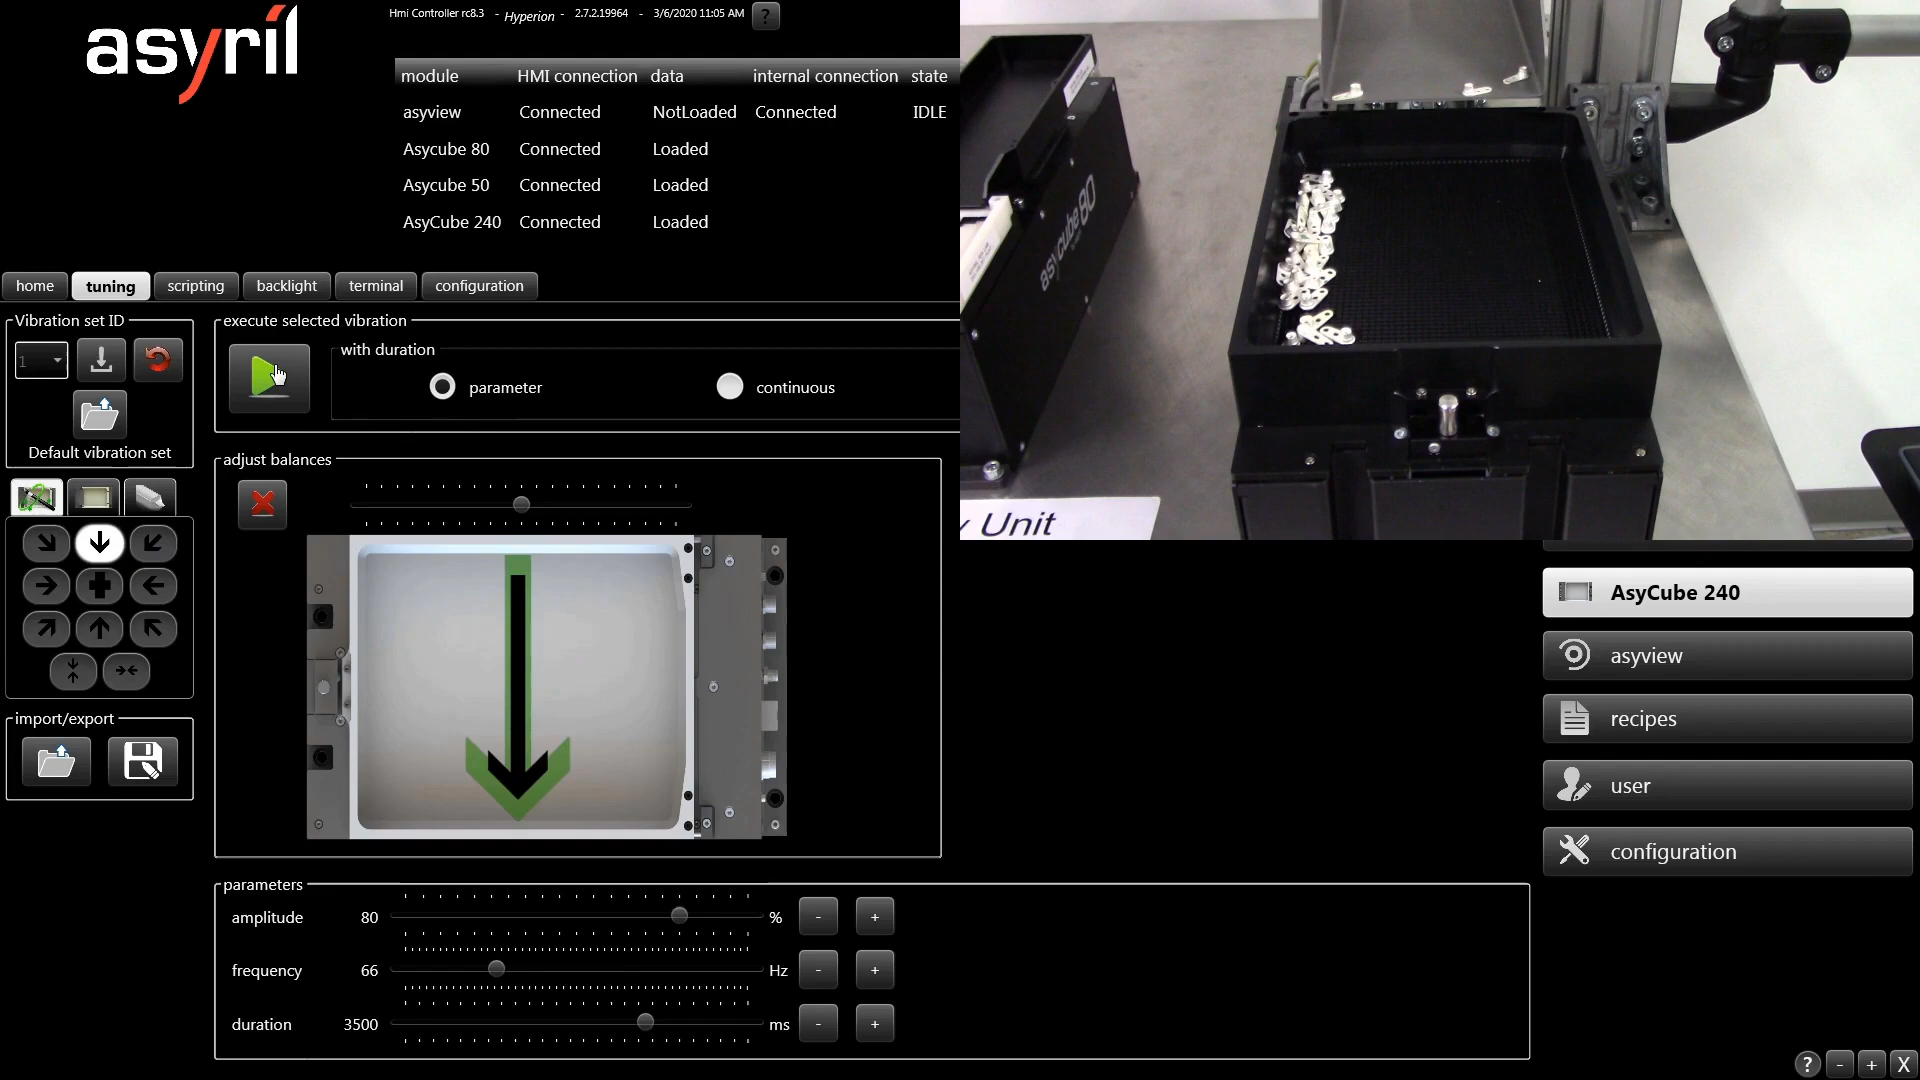 asyril
Hmi Controller rc8.3 - Hyperion - 2.7.2.19964 - 3/6/2020 11:05 AM ?
module HMI connection data internal connection state
asyview Connected NotLoaded Connected IDLE
Asycube 80 Connected Loaded
Asycube 50 Connected Loaded
AsyCube 240 Connected Loaded
home tuning scripting backlight terminal configuration
Vibration set ID
1
Default vibration set
execute selected vibration
with duration
parameter continuous
adjust balances
import/export
parameters
amplitude 80 % - +
frequency 66 Hz - +
duration 3500 ms - +
asycube 80
Unit
AsyCube 240
asyview
recipes
user
configuration
? - + X